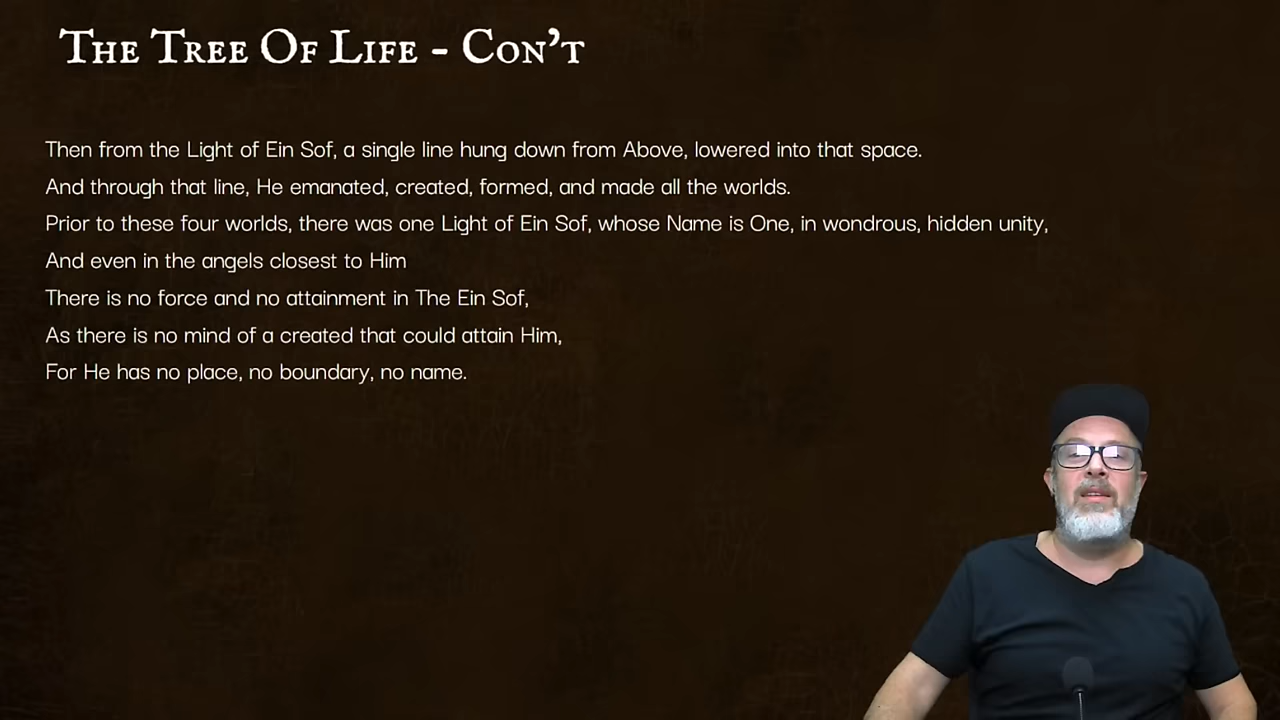 The Tree Of Life - Con't
Then from the Light of Ein Sof, a single line hung down from Above, lowered into that space.
And through that line, He emanated, created, formed, and made all the worlds.
Prior to these four worlds, there was one Light of Ein Sof, whose Name is One, in wondrous, hidden unity,
And even in the angels closest to Him
There is no force and no attainment in The Ein Sof,
As there is no mind of a created that could attain Him,
For He has no place, no boundary, no name.